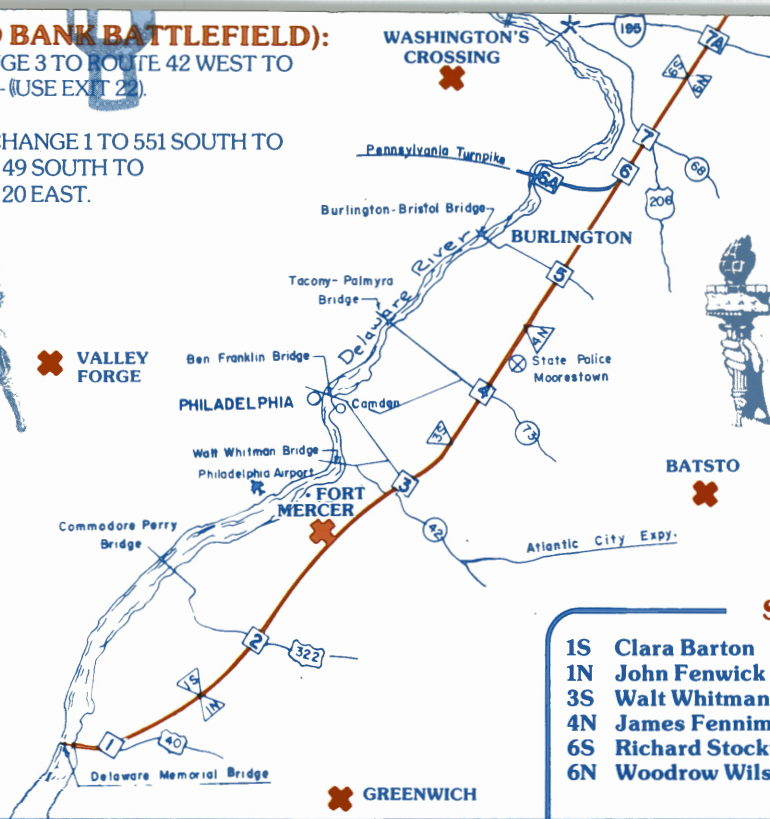 BANK BATTLEFIELD):
GE 3 TO ROUTE 42 WEST TO
- (USE EXIT 22).
CHANGE 1 TO 551 SOUTH TO
49 SOUTH TO
20 EAST.
WASHINGTON'S
CROSSING
195
7A
6S
6N
Pennsylvania Turnpike
7
6A
6
68
206
Burlington-Bristol Bridge
BURLINGTON
Delaware River
5
Tacony-Palmyra
Bridge
4N
VALLEY
FORGE
Ben Franklin Bridge
State Police
Moorestown
PHILADELPHIA
Camden
4
3S
73
Walt Whitman Bridge
Philadelphia Airport
BATSTO
3
FORT
MERCER
Commodore Perry
Bridge
42
Atlantic City Expy.
2
322
1S
1N
1
40
Delaware Memorial Bridge
GREENWICH
S
1S Clara Barton
1N John Fenwick
3S Walt Whitman
4N James Fennim
6S Richard Stock
6N Woodrow Wils